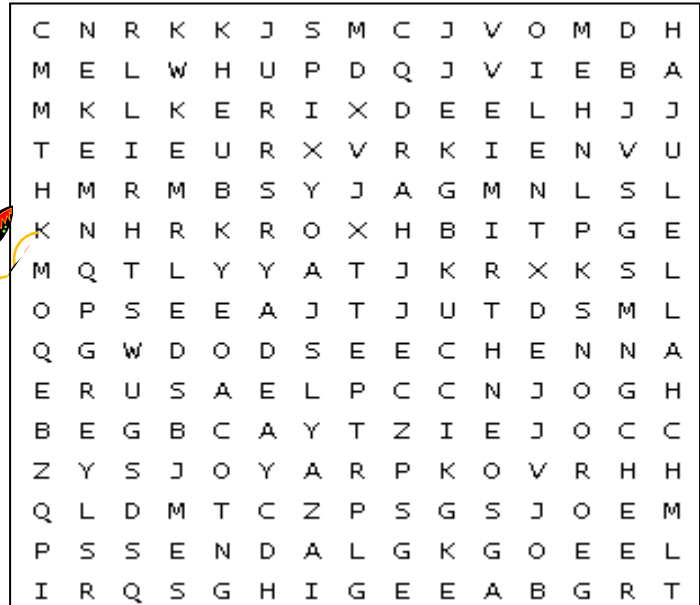 C N R K K J S M C J V O M D H
M E L W H U P D Q J V I E B A
M K L K E R I X D E E L H J J
T E I E U R X V R K I E N V U
H M R M B S Y J A G M N L S L
K N H R K R O X H B I T P G E
M Q T L Y Y A T J K R X K S L
O P S E E A J T J U T D S M L
Q G W D O D S E E C H E N N A
E R U S A E L P C C N J O G H
B E G B C A Y T Z I E J O C C
Z Y S J O Y A R P K O V R H H
Q L D M T C Z P S G S J O E M
P S S E N D A L G K G O E E L
I R Q S G H I G E E A B G R T